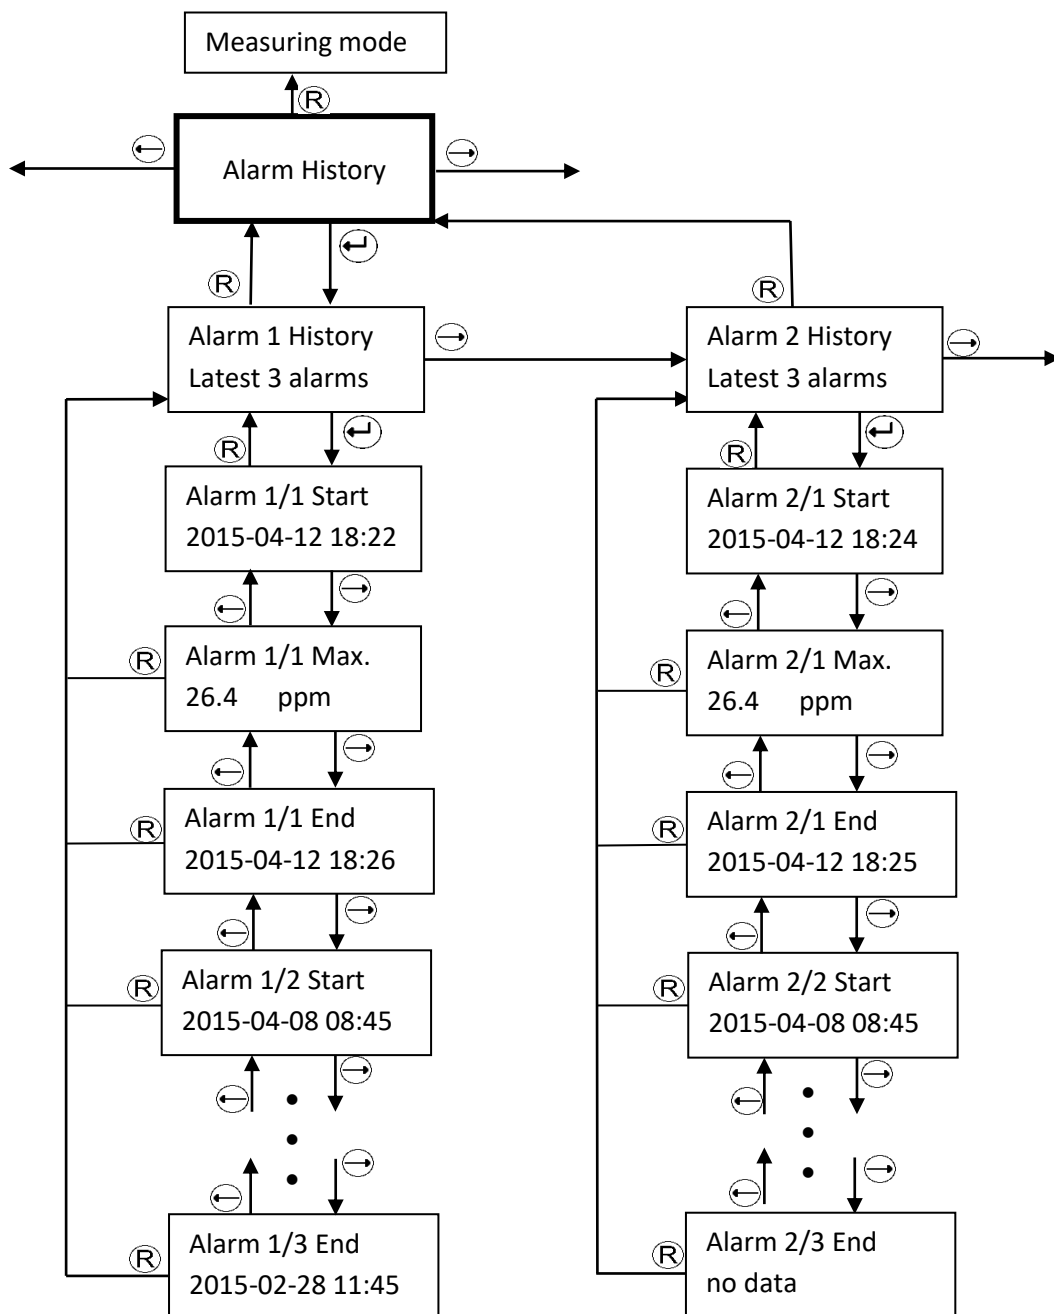 Measuring mode
R
Alarm History
R
R
Alarm 1 History
Latest 3 alarms
Alarm 2 History
Latest 3 alarms
R
R
Alarm 1/1 Start
2015-04-12 18:22
Alarm 2/1 Start
2015-04-12 18:24
R
Alarm 1/1 Max.
26.4 ppm
R
Alarm 2/1 Max.
26.4 ppm
R
Alarm 1/1 End
2015-04-12 18:26
R
Alarm 2/1 End
2015-04-12 18:25
R
Alarm 1/2 Start
2015-04-08 08:45
R
Alarm 2/2 Start
2015-04-08 08:45
R
Alarm 1/3 End
2015-02-28 11:45
R
Alarm 2/3 End
no data